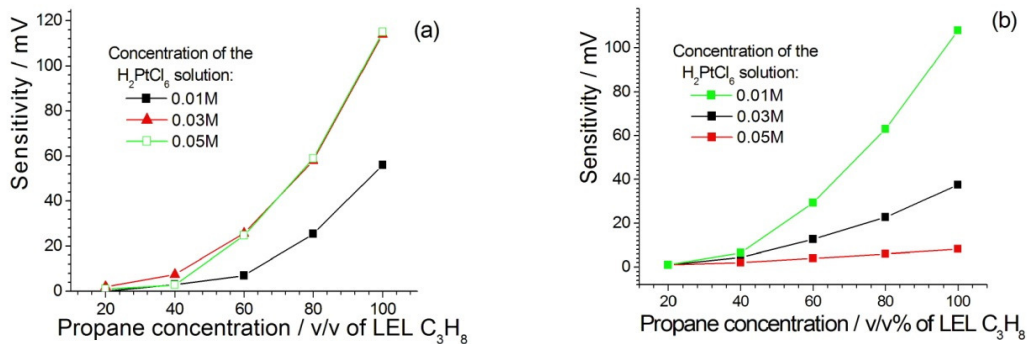 (a)
Concentration of the
H₂PtCl₆ solution:
0.01M
0.03M
0.05M
Sensitivity / mV
120
100
80
60
40
20
0
20 40 60 80 100
Propane concentration / v/v of LEL C₃H₈
(b)
Concentration of the
H₂PtCl₆ solution:
0.01M
0.03M
0.05M
Sensitivity / mV
100
80
60
40
20
0
20 40 60 80 100
Propane concentration / v/v% of LEL C₃H₈